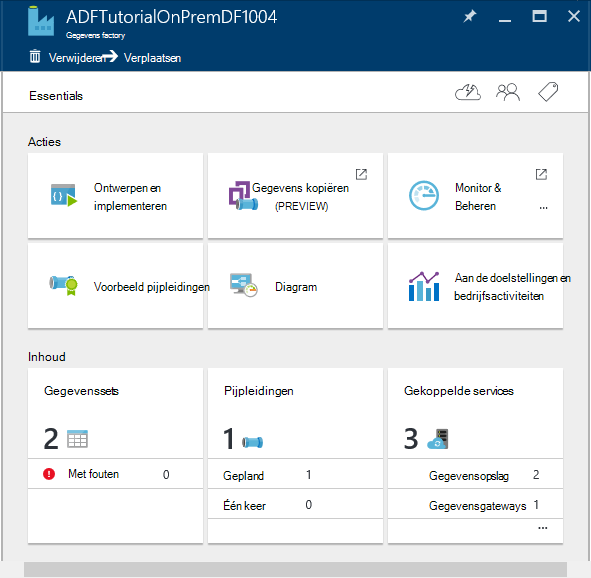 ADFTutorialOnPremDF1004
Gegevens factory
Verwijderen Verplaatsen
Essentials
Acties
Ontwerpen en
implementeren
Gegevens kopiëren
(PREVIEW)
Monitor &
Beheren
...
Voorbeeld pijpleidingen
Diagram
Aan de doelstellingen en
bedrijfsactiviteiten
Inhoud
Gegevenssets
2
Met fouten 0
Pijpleidingen
1
Gepland 1
Één keer 0
Gekoppelde services
3
Gegevensopslag 2
Gegevensgateways 1
...